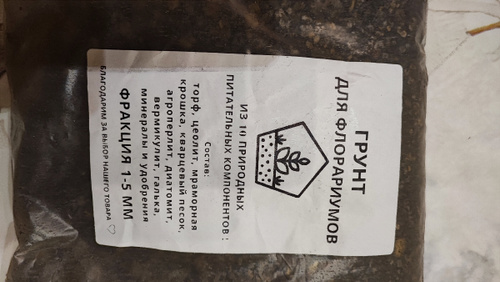 ГРУНТ
ДЛЯ ФЛОРАРИУМОВ
ИЗ 10 ПРИРОДНЫХ
ПИТАТЕЛЬНЫХ КОМПОНЕНТОВ :
Состав:
торф, цеолит, мраморная
крошка, кварцевый песок,
агроперлит, диатомит,
вермикулит, галька,
минералы и удобрения
ФРАКЦИЯ 1-5 ММ
БЛАГОДАРИМ ЗА ВЫБОР НАШЕГО ТОВАРА ♡